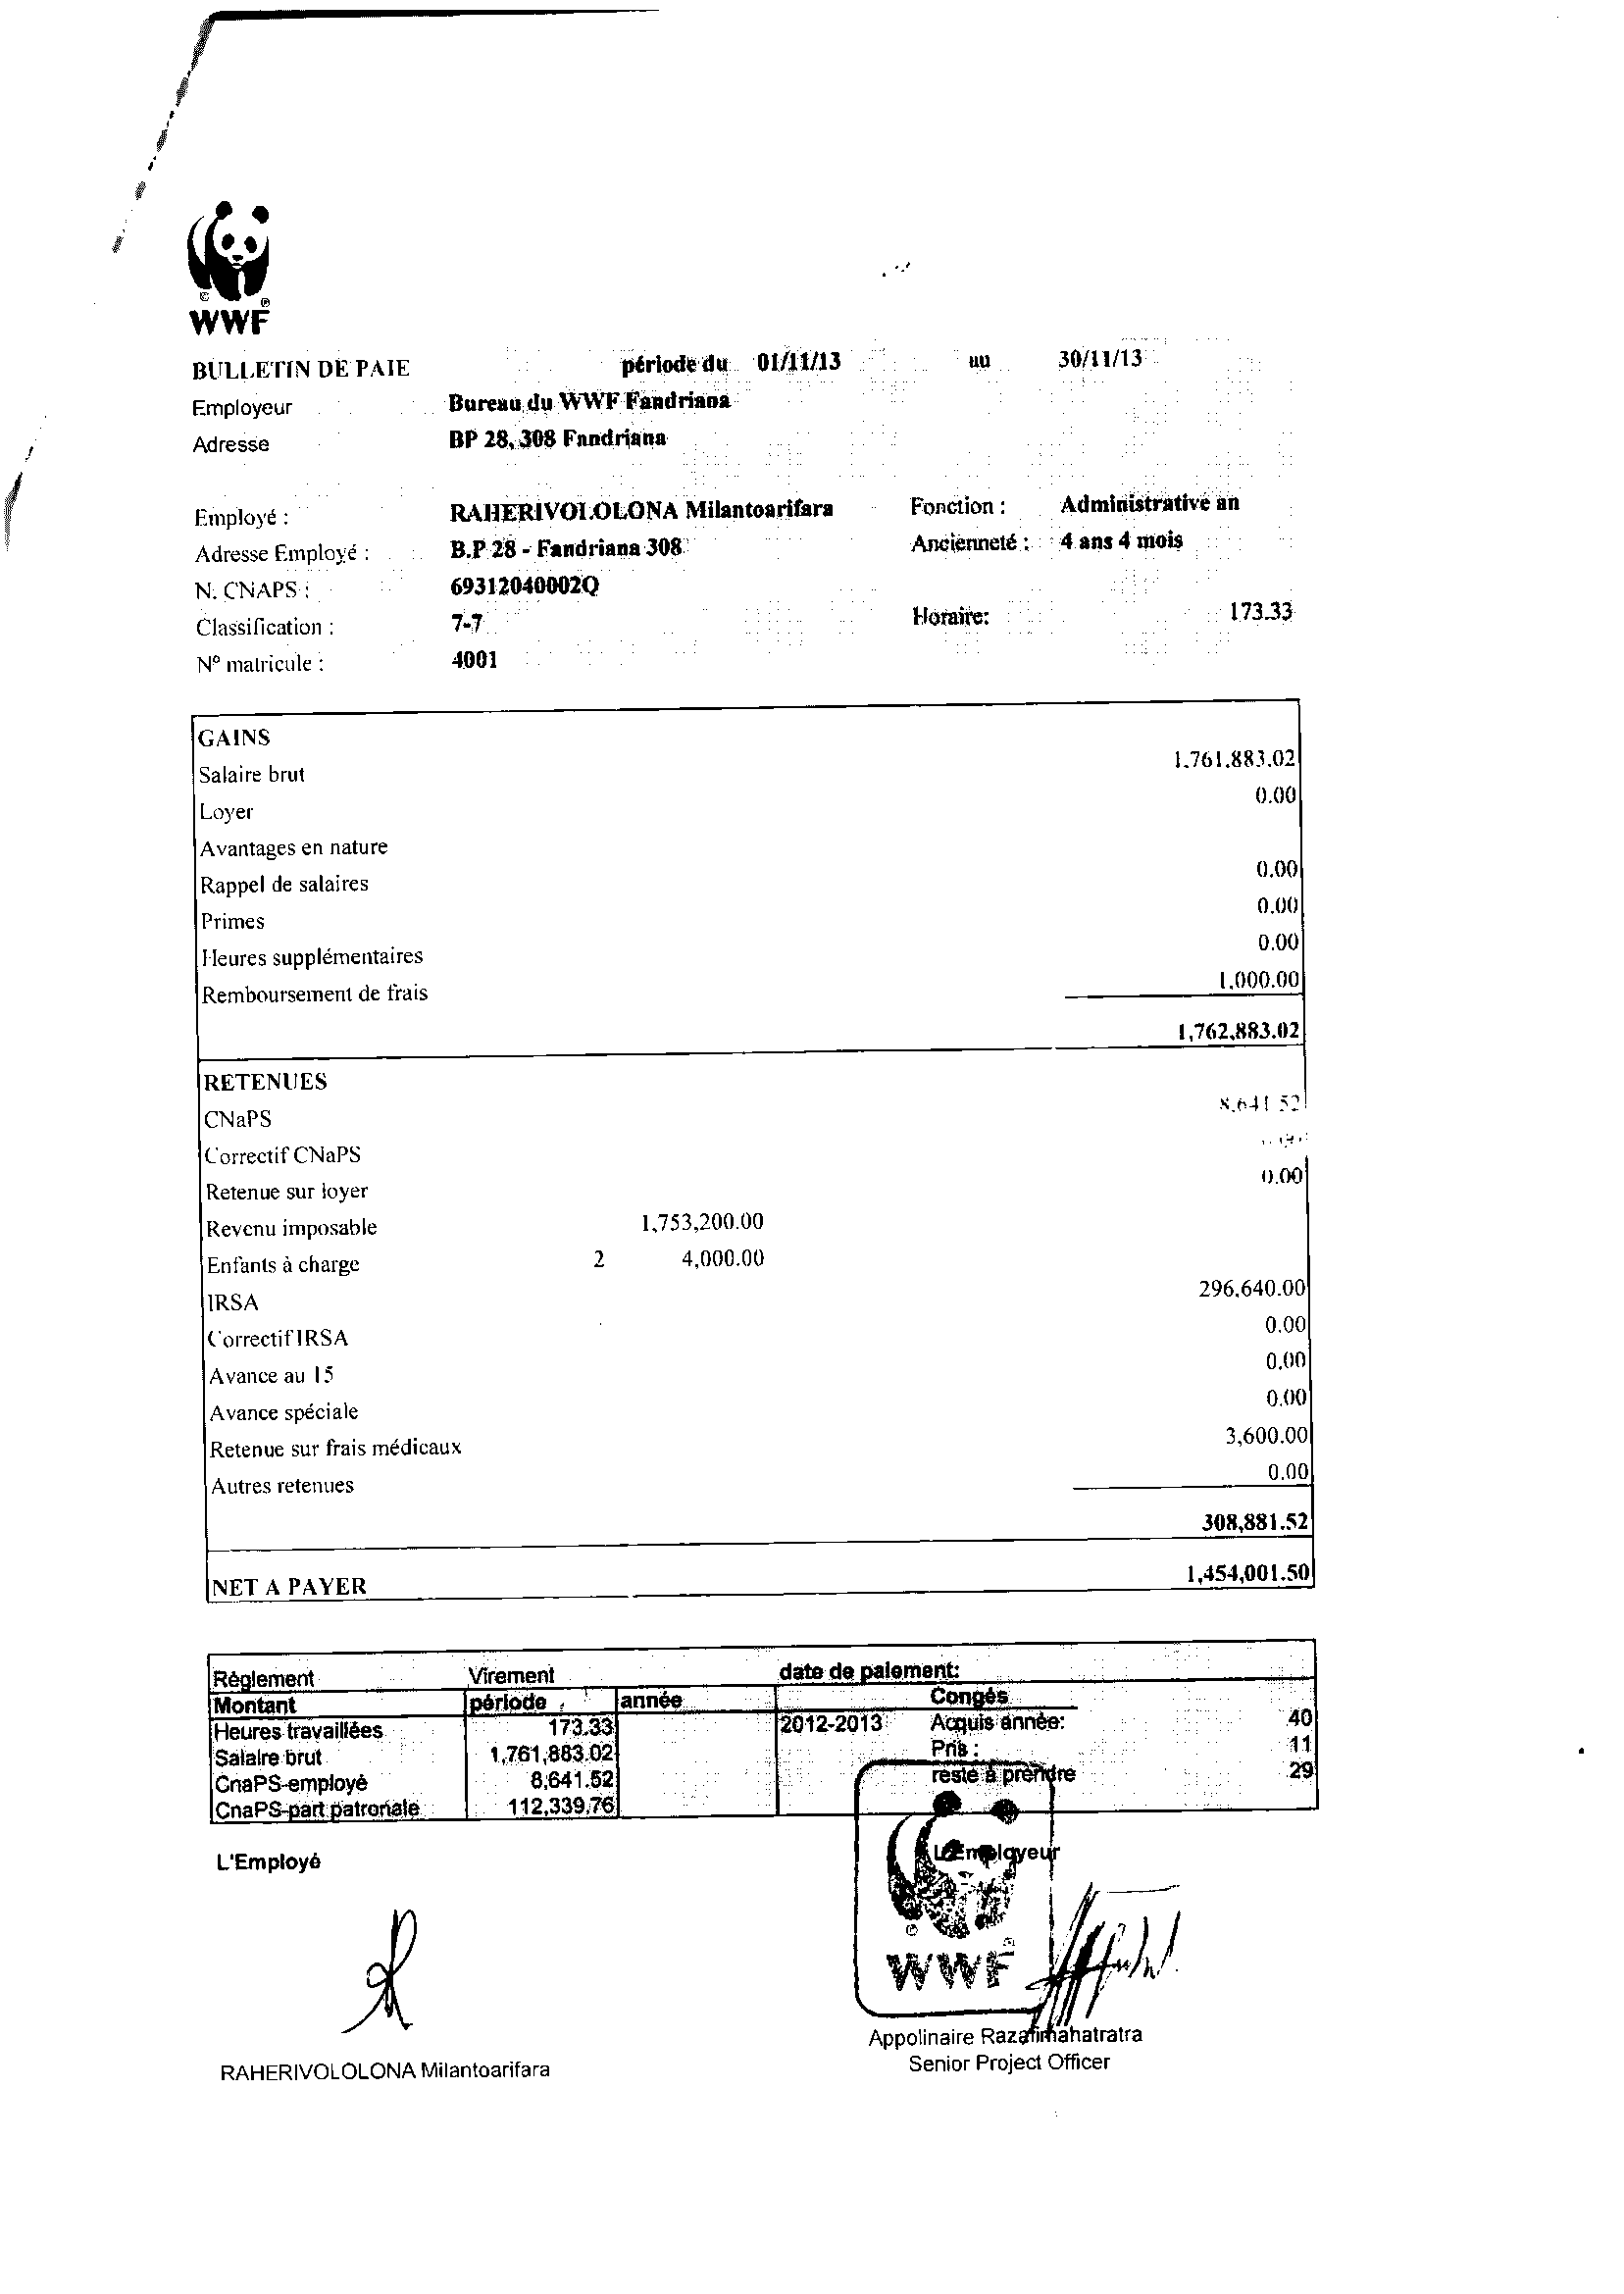 WWF
BULLETIN DE PAIE période du 01/11/13 au 30/11/13
Employeur Bureau du WWF Fandriana
Adresse BP 28, 308 Fandriana
Employé : RAHERIVOLOLONA Milantoarifara Fonction : Administrative an
Adresse Employé : B.P 28 - Fandriana 308 Ancienneté : 4 ans 4 mois
N. CNAPS : 69312040002Q
Classification : 7-7 Horaire: 173.33
N° matricule : 4001
GAINS
Salaire brut 1,761,883.02
Loyer 0.00
Avantages en nature
Rappel de salaires 0.00
Primes 0.00
Heures supplémentaires 0.00
Remboursement de frais 1,000.00
1,762,883.02
RETENUES
CNaPS 8,641.52
Correctif CNaPS
Retenue sur loyer 0.00
Revenu imposable 1,753,200.00
Enfants à charge 2 4,000.00
IRSA 296,640.00
Correctif IRSA 0.00
Avance au 15 0.00
Avance spéciale 0.00
Retenue sur frais médicaux 3,600.00
Autres retenues 0.00
308,881.52
NET A PAYER 1,454,001.50
Règlement Virement date de paiement:
Montant période année Congés
Heures travaillées 173.33 2012-2013 Acquis année: 40
Salaire brut 1,761,883.02 Pris : 11
CnaPS-employé 8,641.52 reste à prendre 29
CnaPS-part patronale 112,339.76
L'Employé L'Employeur
WWF
Appolinaire Razafimahatratra
RAHERIVOLOLONA Milantoarifara Senior Project Officer